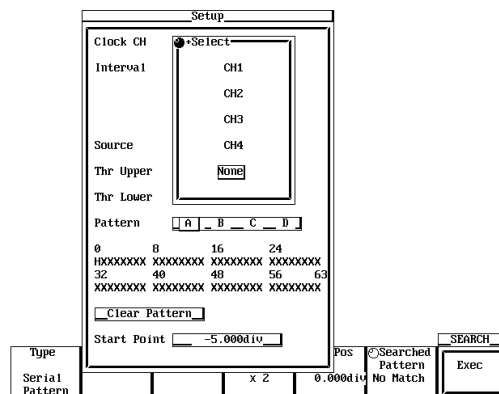 Setup
Clock CH
+Select
Interval
CH1
CH2
CH3
Source
CH4
Thr Upper
None
Thr Lower
Pattern
A B C D
0 8 16 24
HXXXXXXX XXXXXXXX XXXXXXXX XXXXXXXX
32 40 48 56 63
XXXXXXXX XXXXXXXX XXXXXXXX XXXXXXXX
Clear Pattern
Start Point -5.000div
SEARCH
Type
Serial
Pattern
x 2
Pos
0.000div
Searched
Pattern
No Match
Exec